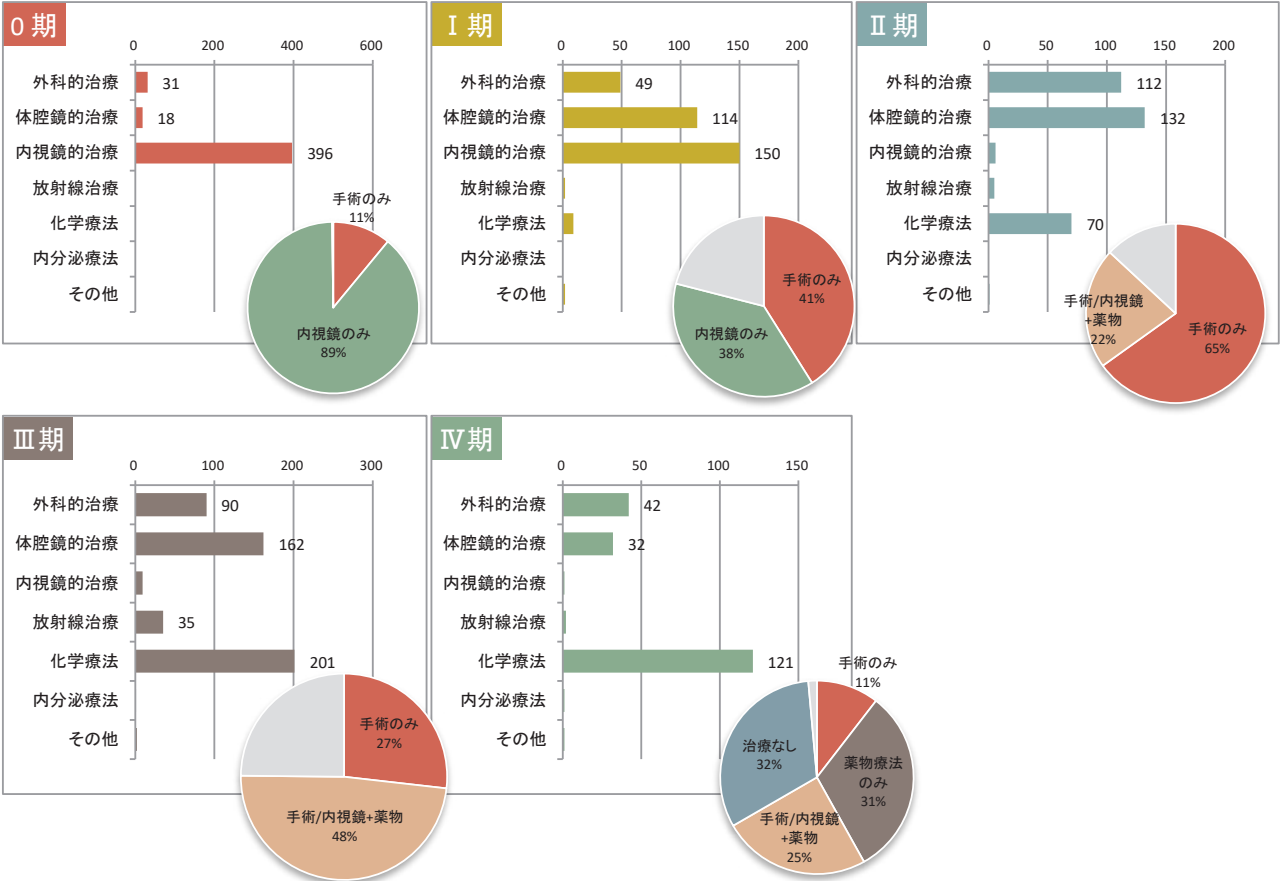 0期
0 200 400 600
外科的治療 31
体腔鏡的治療 18
内視鏡的治療 396
放射線治療
化学療法
内分泌療法
その他
手術のみ
11%
内視鏡のみ
89%
Ⅰ期
0 50 100 150 200
外科的治療 49
体腔鏡的治療 114
内視鏡的治療 150
放射線治療
化学療法
内分泌療法
その他
手術のみ
41%
内視鏡のみ
38%
Ⅱ期
0 50 100 150 200
外科的治療 112
体腔鏡的治療 132
内視鏡的治療
放射線治療
化学療法 70
内分泌療法
その他
手術/内視鏡
+薬物
22%
手術のみ
65%
Ⅲ期
0 100 200 300
外科的治療 90
体腔鏡的治療 162
内視鏡的治療
放射線治療 35
化学療法 201
内分泌療法
その他
手術のみ
27%
手術/内視鏡+薬物
48%
Ⅳ期
0 50 100 150
外科的治療 42
体腔鏡的治療 32
内視鏡的治療
放射線治療
化学療法 121
内分泌療法
その他
手術のみ
11%
治療なし
32%
薬物療法
のみ
31%
手術/内視鏡
+薬物
25%